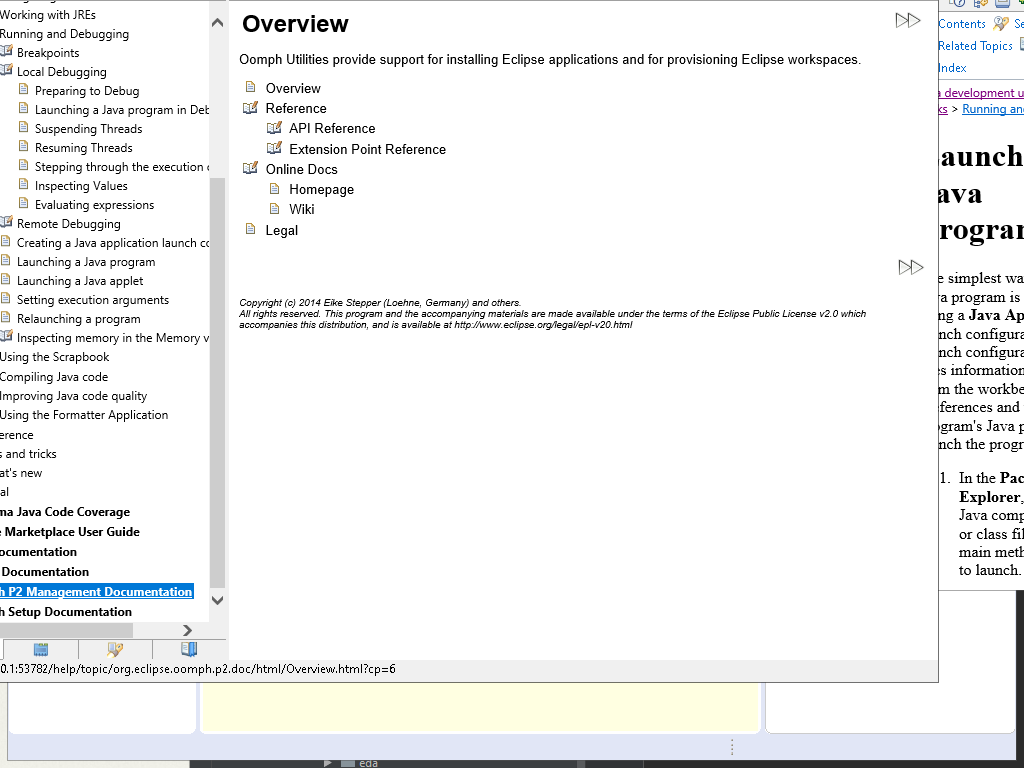 Working with JREs
Running and Debugging
Breakpoints
Local Debugging
Preparing to Debug
Launching a Java program in Deb
Suspending Threads
Resuming Threads
Stepping through the execution o
Inspecting Values
Evaluating expressions
Remote Debugging
Creating a Java application launch co
Launching a Java program
Launching a Java applet
Setting execution arguments
Relaunching a program
Inspecting memory in the Memory v
Using the Scrapbook
Compiling Java code
Improving Java code quality
Using the Formatter Application
erence
s and tricks
at's new
al
ma Java Code Coverage
e Marketplace User Guide
ocumentation
Documentation
h P2 Management Documentation
h Setup Documentation
0.1:53782/help/topic/org.eclipse.oomph.p2.doc/html/Overview.html?cp=6
Overview
Oomph Utilities provide support for installing Eclipse applications and for provisioning Eclipse workspaces.
Overview
Reference
API Reference
Extension Point Reference
Online Docs
Homepage
Wiki
Legal
Copyright (c) 2014 Eike Stepper (Loehne, Germany) and others.
All rights reserved. This program and the accompanying materials are made available under the terms of the Eclipse Public License v2.0 which
accompanies this distribution, and is available at http://www.eclipse.org/legal/epl-v20.html
Contents Se
Related Topics
Index
a development u
ks > Running and
aunch
ava
rogram
e simplest wa
va program is
ng a Java Ap
nch configura
nch configura
es information
m the workbe
ferences and
ogram's Java p
nch the progr
1. In the Pac
Explorer,
Java comp
or class fil
main meth
to launch.
eda